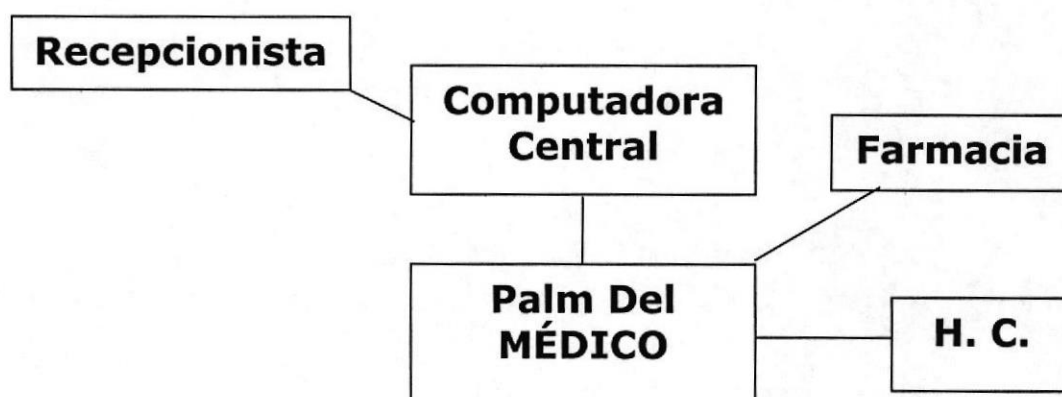 Recepcionista
Computadora
Central
Farmacia
Palm Del
MÉDICO
H. C.